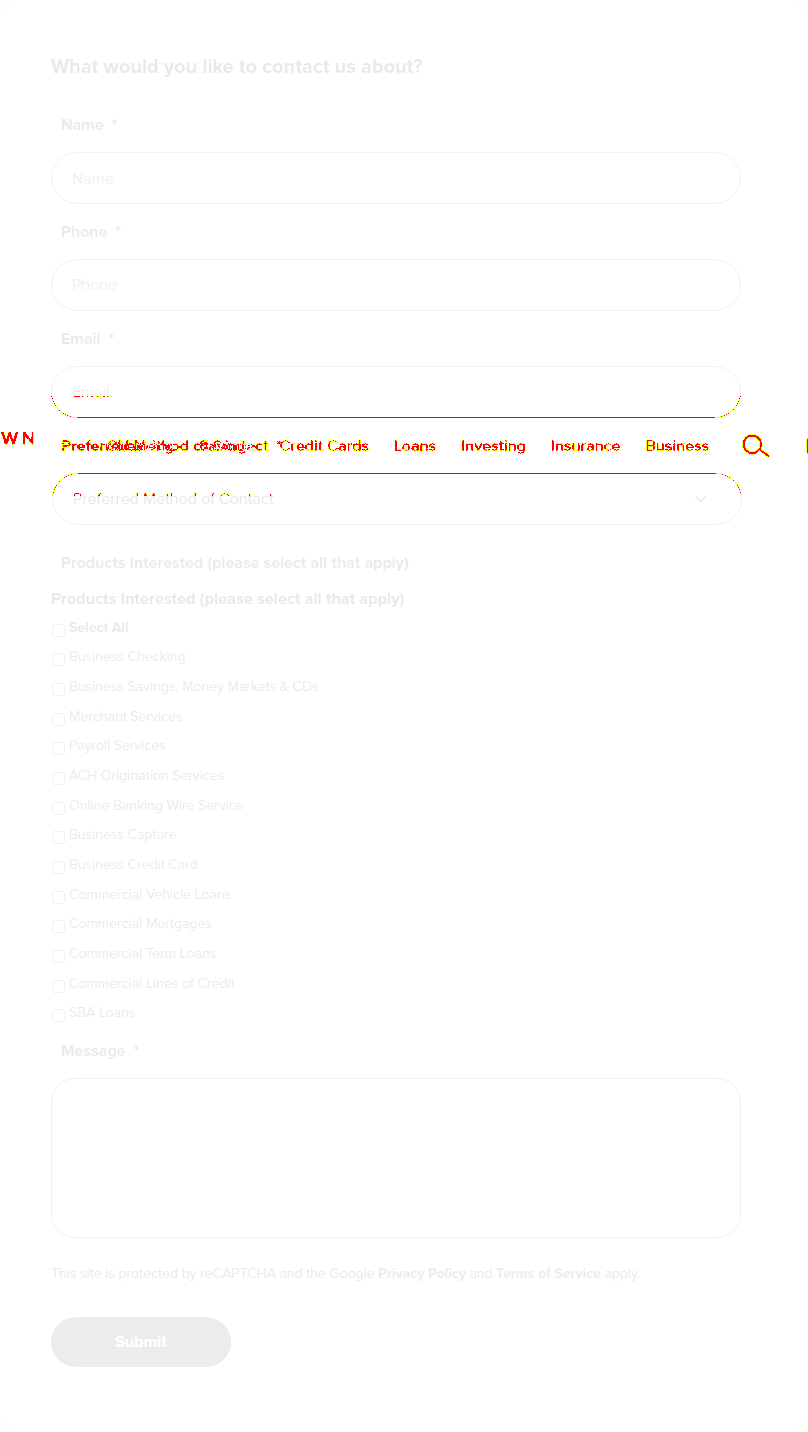 What would you like to contact us about?
Name *
Name
Phone *
Phone
Email *
Email
WN
Preferred Method of Contact * Credit Cards Loans Investing Insurance Business
Preferred Method of Contact
Products Interested (please select all that apply)
Products Interested (please select all that apply)
Select All
Business Checking
Business Savings, Money Markets & CDs
Merchant Services
Payroll Services
ACH Origination Services
Online Banking Wire Service
Business Capture
Business Credit Card
Commercial Vehicle Loans
Commercial Mortgages
Commercial Term Loans
Commercial Lines of Credit
SBA Loans
Message *
This site is protected by reCAPTCHA and the Google Privacy Policy and Terms of Service apply.
Submit